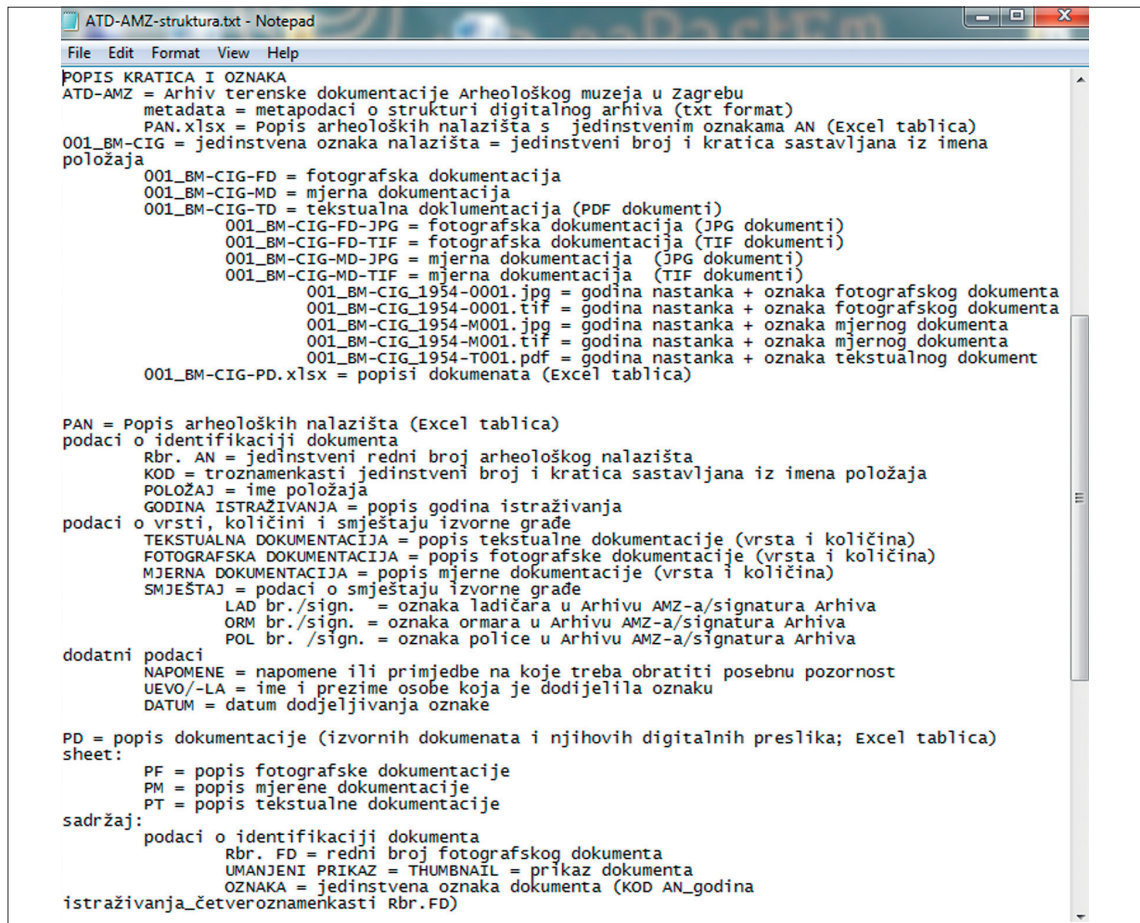 ATD-AMZ-struktura.txt - Notepad
File Edit Format View Help
POPIS KRATICA I OZNAKA
ATD-AMZ = Arhiv terenske dokumentacije Arheološkog muzeja u Zagrebu
metadata = metapodaci o strukturi digitalnog arhiva (txt format)
PAN.xlsx = Popis arheoloških nalazišta s jedinstvenim oznakama AN (Excel tablica)
001_BM-CIG = jedinstvena oznaka nalazišta = jedinstveni broj i kratica sastavljana iz imena
položaja
001_BM-CIG-FD = fotografska dokumentacija
001_BM-CIG-MD = mjerna dokumentacija
001_BM-CIG-TD = tekstualna doklumentacija (PDF dokumenti)
001_BM-CIG-FD-JPG = fotografska dokumentacija (JPG dokumenti)
001_BM-CIG-FD-TIF = fotografska dokumentacija (TIF dokumenti)
001_BM-CIG-MD-JPG = mjerna dokumentacija (JPG dokumenti)
001_BM-CIG-MD-TIF = mjerna dokumentacija (TIF dokumenti)
001_BM-CIG_1954-0001.jpg = godina nastanka + oznaka fotografskog dokumenta
001_BM-CIG_1954-0001.tif = godina nastanka + oznaka fotografskog dokumenta
001_BM-CIG_1954-M001.jpg = godina nastanka + oznaka mjernog dokumenta
001_BM-CIG_1954-M001.tif = godina nastanka + oznaka mjernog dokumenta
001_BM-CIG_1954-T001.pdf = godina nastanka + oznaka tekstualnog dokument
001_BM-CIG-PD.xlsx = popisi dokumenata (Excel tablica)
PAN = Popis arheoloških nalazišta (Excel tablica)
podaci o identifikaciji dokumenta
Rbr. AN = jedinstveni redni broj arheološkog nalazišta
KOD = troznamenkasti jedinstveni broj i kratica sastavljana iz imena položaja
POLOŽAJ = ime položaja
GODINA ISTRAŽIVANJA = popis godina istraživanja
podaci o vrsti, količini i smještaju izvorne građe
TEKSTUALNA DOKUMENTACIJA = popis tekstualne dokumentacije (vrsta i količina)
FOTOGRAFSKA DOKUMENTACIJA = popis fotografske dokumentacije (vrsta i količina)
MJERNA DOKUMENTACIJA = popis mjerne dokumentacije (vrsta i količina)
SMJEŠTAJ = podaci o smještaju izvorne građe
LAD br./sign. = oznaka ladičara u Arhivu AMZ-a/signatura Arhiva
ORM br./sign. = oznaka ormara u Arhivu AMZ-a/signatura Arhiva
POL br. /sign. = oznaka police u Arhivu AMZ-a/signatura Arhiva
dodatni podaci
NAPOMENE = napomene ili primjedbe na koje treba obratiti posebnu pozornost
UEVO/-LA = ime i prezime osobe koja je dodijelila oznaku
DATUM = datum dodjeljivanja oznake
PD = popis dokumentacije (izvornih dokumenata i njihovih digitalnih preslika; Excel tablica)
sheet:
PF = popis fotografske dokumentacije
PM = popis mjerene dokumentacije
PT = popis tekstualne dokumentacije
sadržaj:
podaci o identifikaciji dokumenta
Rbr. FD = redni broj fotografskog dokumenta
UMANJENI PRIKAZ = THUMBNAIL = prikaz dokumenta
OZNAKA = jedinstvena oznaka dokumenta (KOD AN_godina
istraživanja_četveroznamenkasti Rbr.FD)